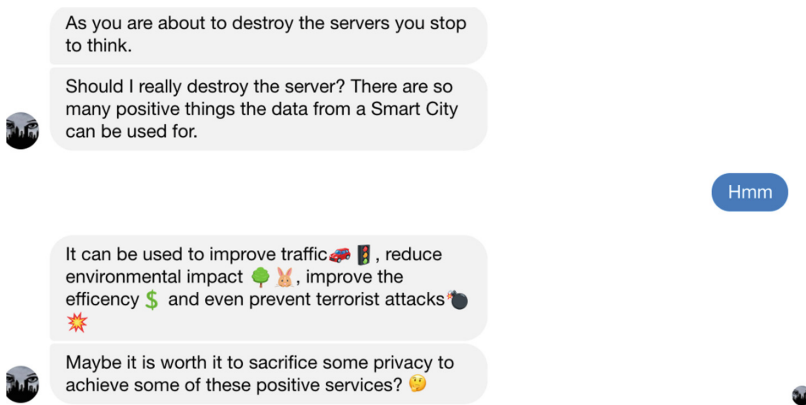 As you are about to destroy the servers you stop
to think.
Should I really destroy the server? There are so
many positive things the data from a Smart City
can be used for.
Hmm
It can be used to improve traffic🚗 🚦, reduce
environmental impact 🌳 🐰, improve the
efficency 💲 and even prevent terrorist attacks💣
💥
Maybe it is worth it to sacrifice some privacy to
achieve some of these positive services? 🤔